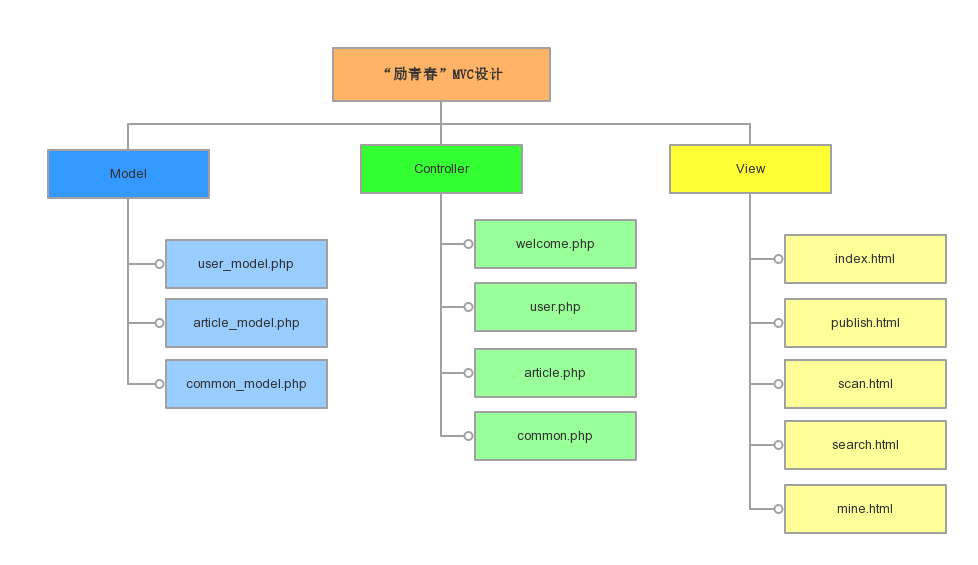 “励青春”MVC设计
Model
Controller
View
user_model.php
article_model.php
common_model.php
welcome.php
user.php
article.php
common.php
index.html
publish.html
scan.html
search.html
mine.html